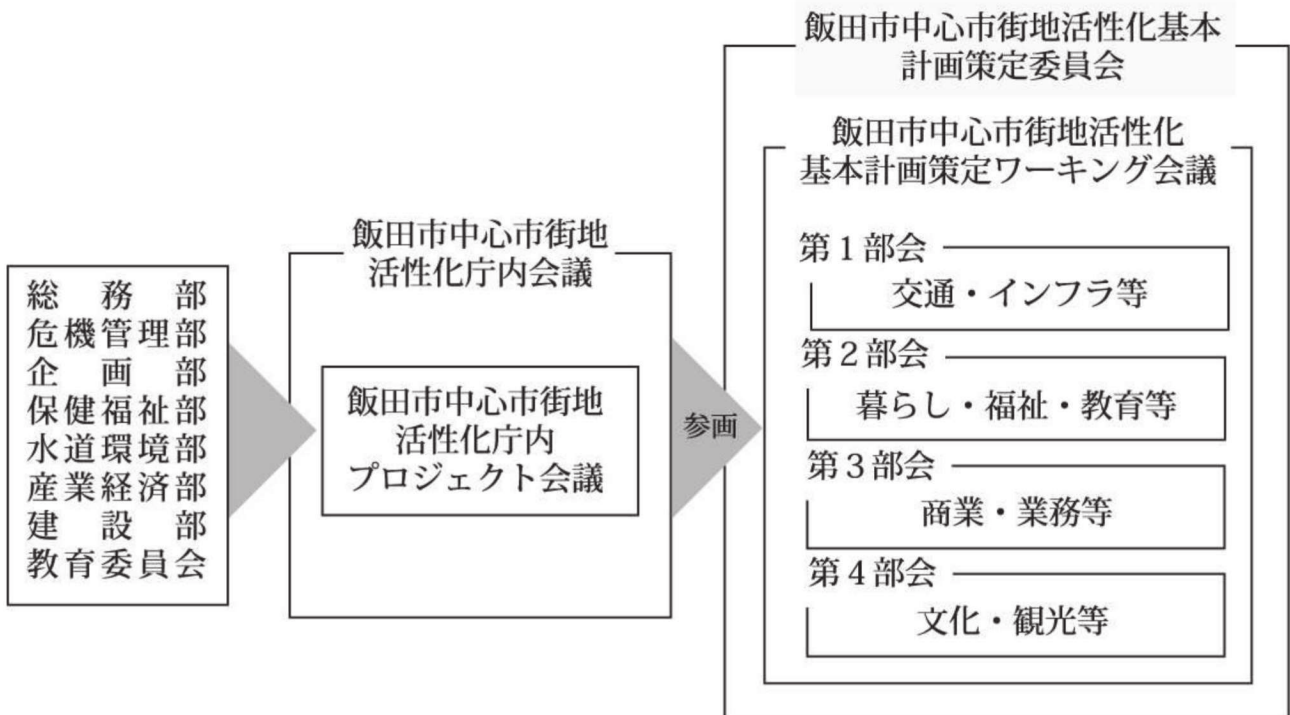 総務部
危機管理部
企画部
保健福祉部
水道環境部
産業経済部
建設部
教育委員会
飯田市中心市街地
活性化庁内会議
飯田市中心市街地
活性化庁内
プロジェクト会議
参画
飯田市中心市街地活性化基本
計画策定委員会
飯田市中心市街地活性化
基本計画策定ワーキング会議
第1部会
交通・インフラ等
第2部会
暮らし・福祉・教育等
第3部会
商業・業務等
第4部会
文化・観光等